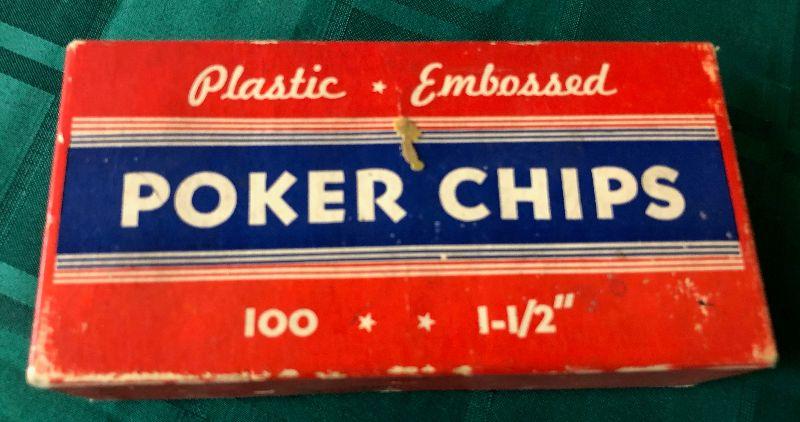 Plastic ★ Embossed
POKER CHIPS
100 ★ ★ 1-1/2"